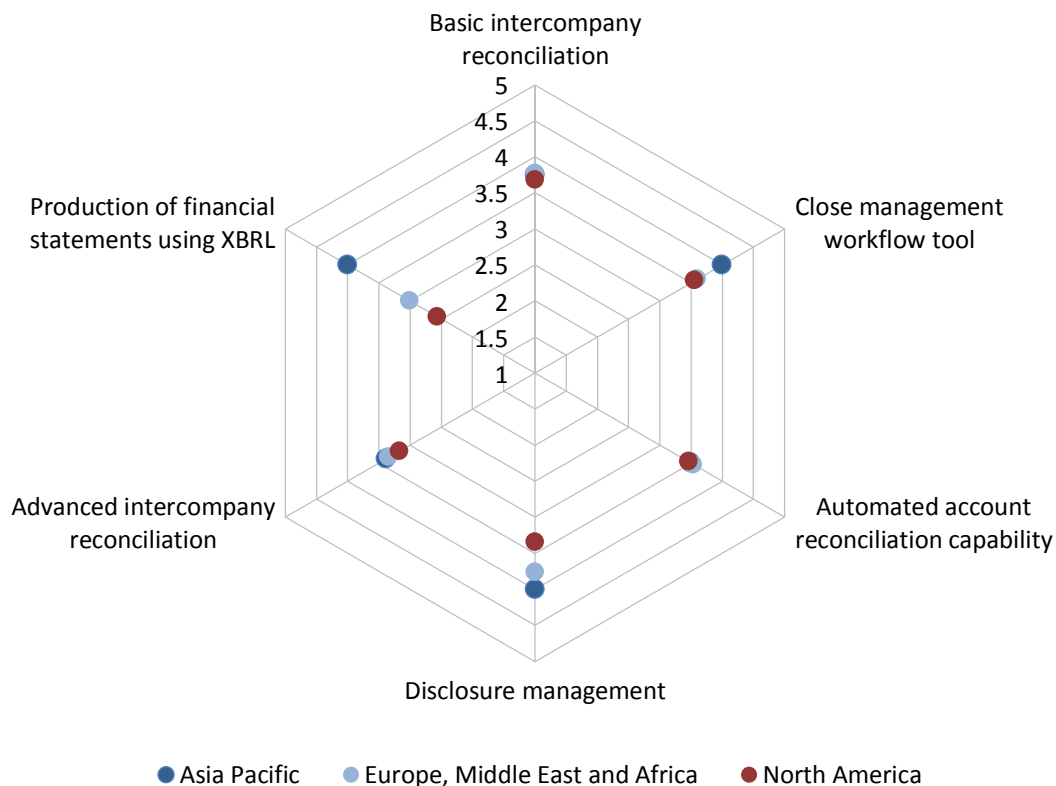 Basic intercompany
reconciliation
5
4.5
4
3.5
3
2.5
2
1.5
1
Production of financial
statements using XBRL
Close management
workflow tool
Advanced intercompany
reconciliation
Automated account
reconciliation capability
Disclosure management
Asia Pacific
Europe, Middle East and Africa
North America